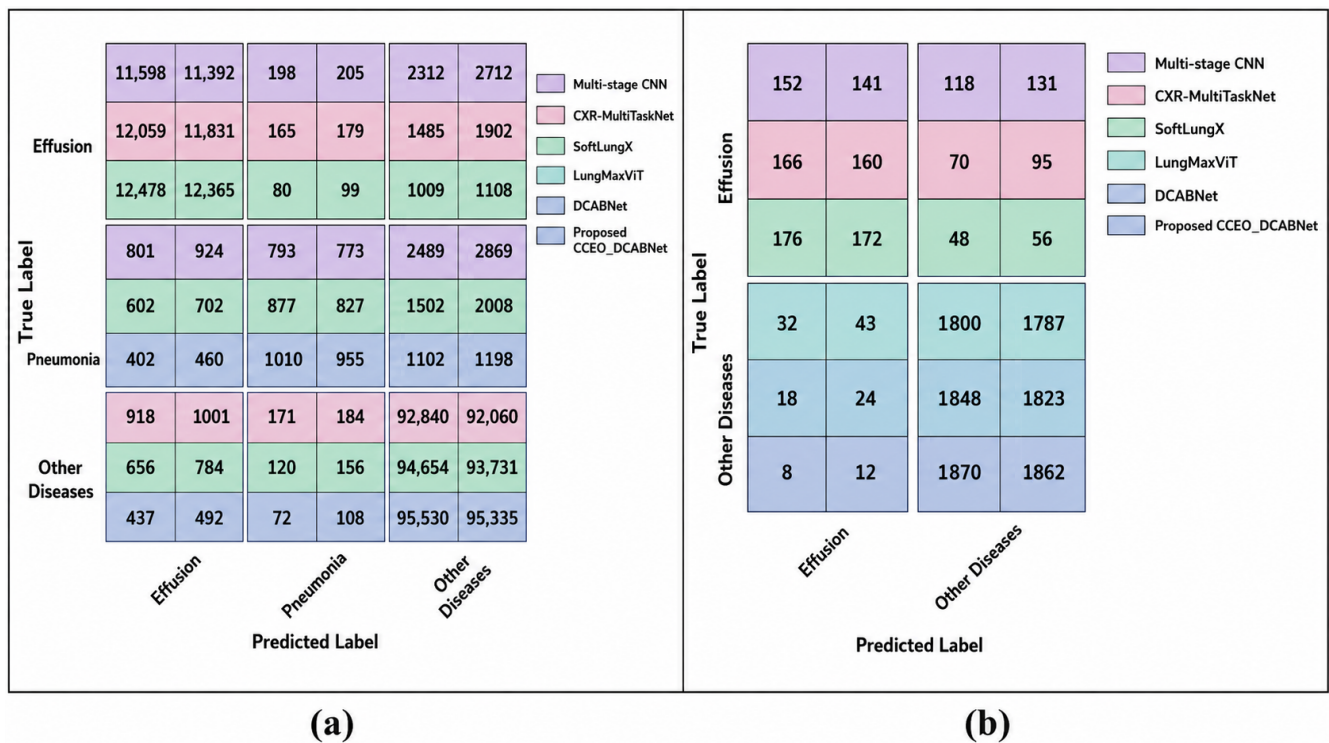 11,598 11,392 198 205 2312 2712
12,059 11,831 165 179 1485 1902
Effusion
12,478 12,365 80 99 1009 1108
801 924 793 773 2489 2869
602 702 877 827 1502 2008
Pneumonia 402 460 1010 955 1102 1198
918 1001 171 184 92,840 92,060
Other
Diseases
656 784 120 156 94,654 93,731
437 492 72 108 95,530 95,335
True Label
Effusion
Pneumonia
Other
Diseases
Predicted Label
Multi-stage CNN
CXR-MultiTaskNet
SoftLungX
LungMaxViT
DCABNet
Proposed
CCEO_DCABNet
(a)
152 141 118 131
Effusion
166 160 70 95
176 172 48 56
32 43 1800 1787
Other Diseases
18 24 1848 1823
8 12 1870 1862
True Label
Effusion
Other Diseases
Predicted Label
Multi-stage CNN
CXR-MultiTaskNet
SoftLungX
LungMaxViT
DCABNet
Proposed CCEO_DCABNet
(b)